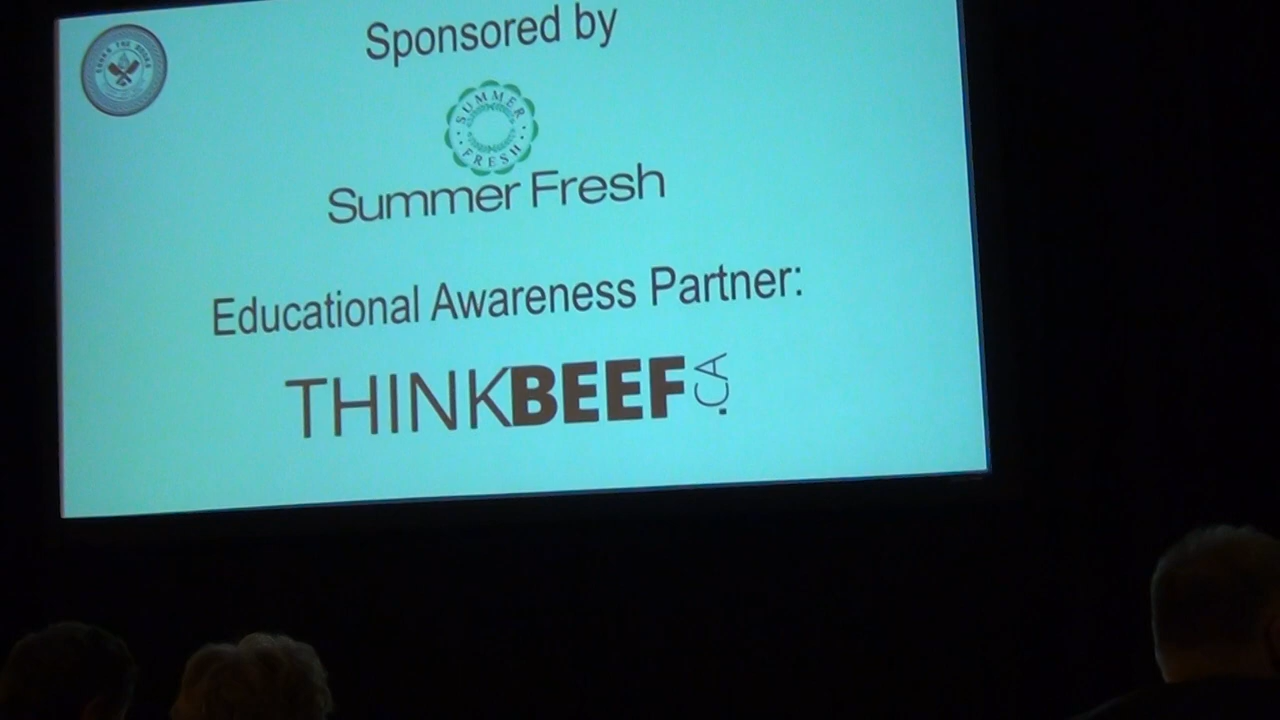 Sponsored by
SUMMER
FRESH
Summer Fresh
Educational Awareness Partner:
THINKBEEF.CA